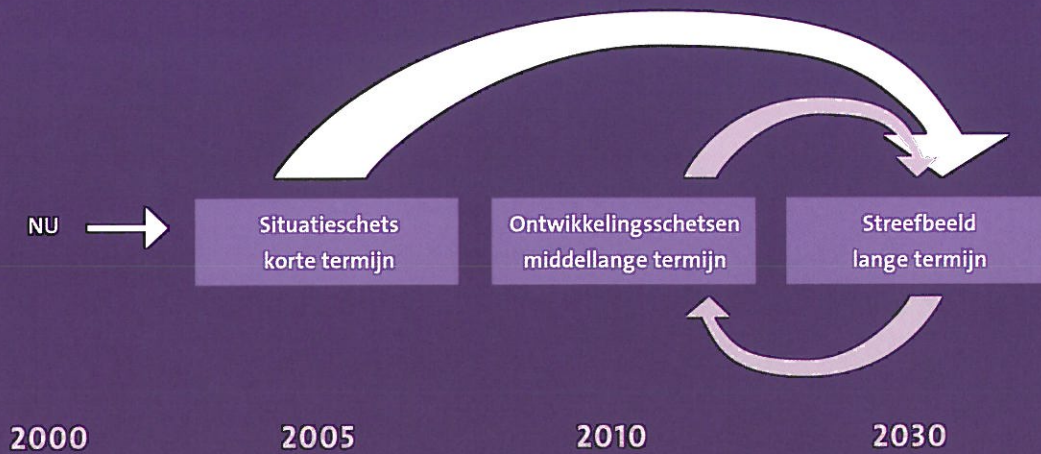 NU
Situatieschets
korte termijn
Ontwikkelingsschetsen
middellange termijn
Streefbeeld
lange termijn
2000
2005
2010
2030